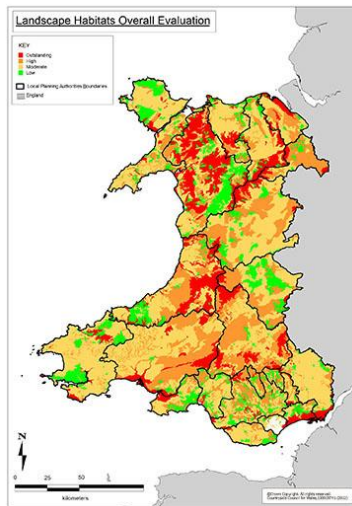 Landscape Habitats Overall Evaluation
KEY
Outstanding
High
Moderate
Low
Local Planning Authorities Boundaries
England
N
0
25
50
kilometers